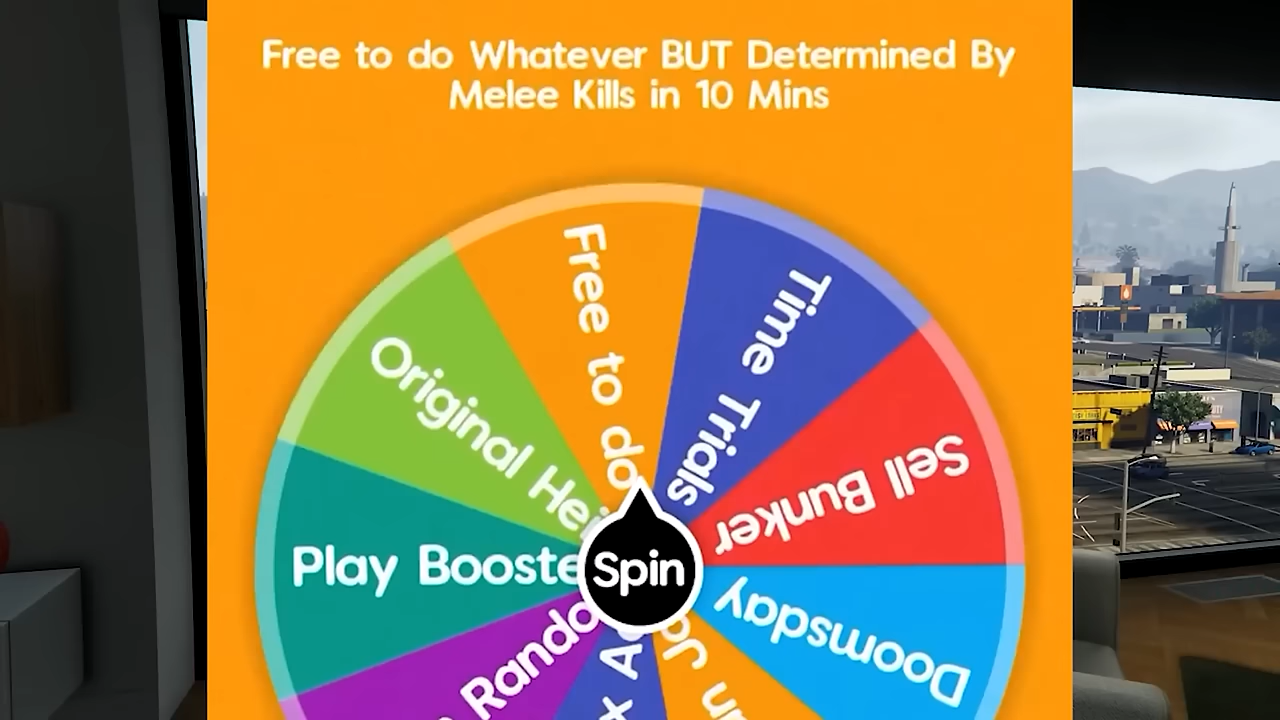 Free to do Whatever BUT Determined By
Melee Kills in 10 Mins
Free to do
Time Trials
Original Hei
Sell Bunker
Play Booste
Spin
Doomsday
Rando